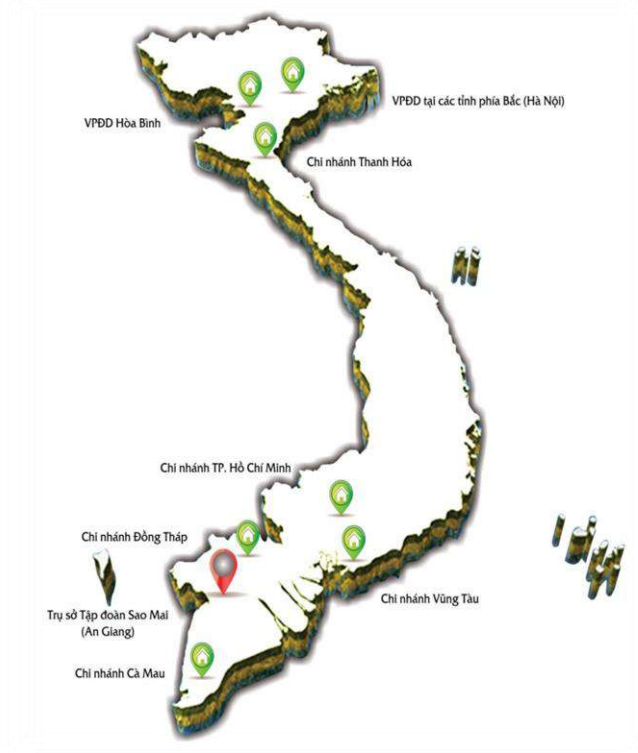 VPĐD tại các tỉnh phía Bắc (Hà Nội)
VPĐD Hòa Bình
Chi nhánh Thanh Hóa
Chi nhánh TP. Hồ Chí Minh
Chi nhánh Đồng Tháp
Chi nhánh Vũng Tàu
Trụ sở Tập đoàn Sao Mai
(An Giang)
Chi nhánh Cà Mau